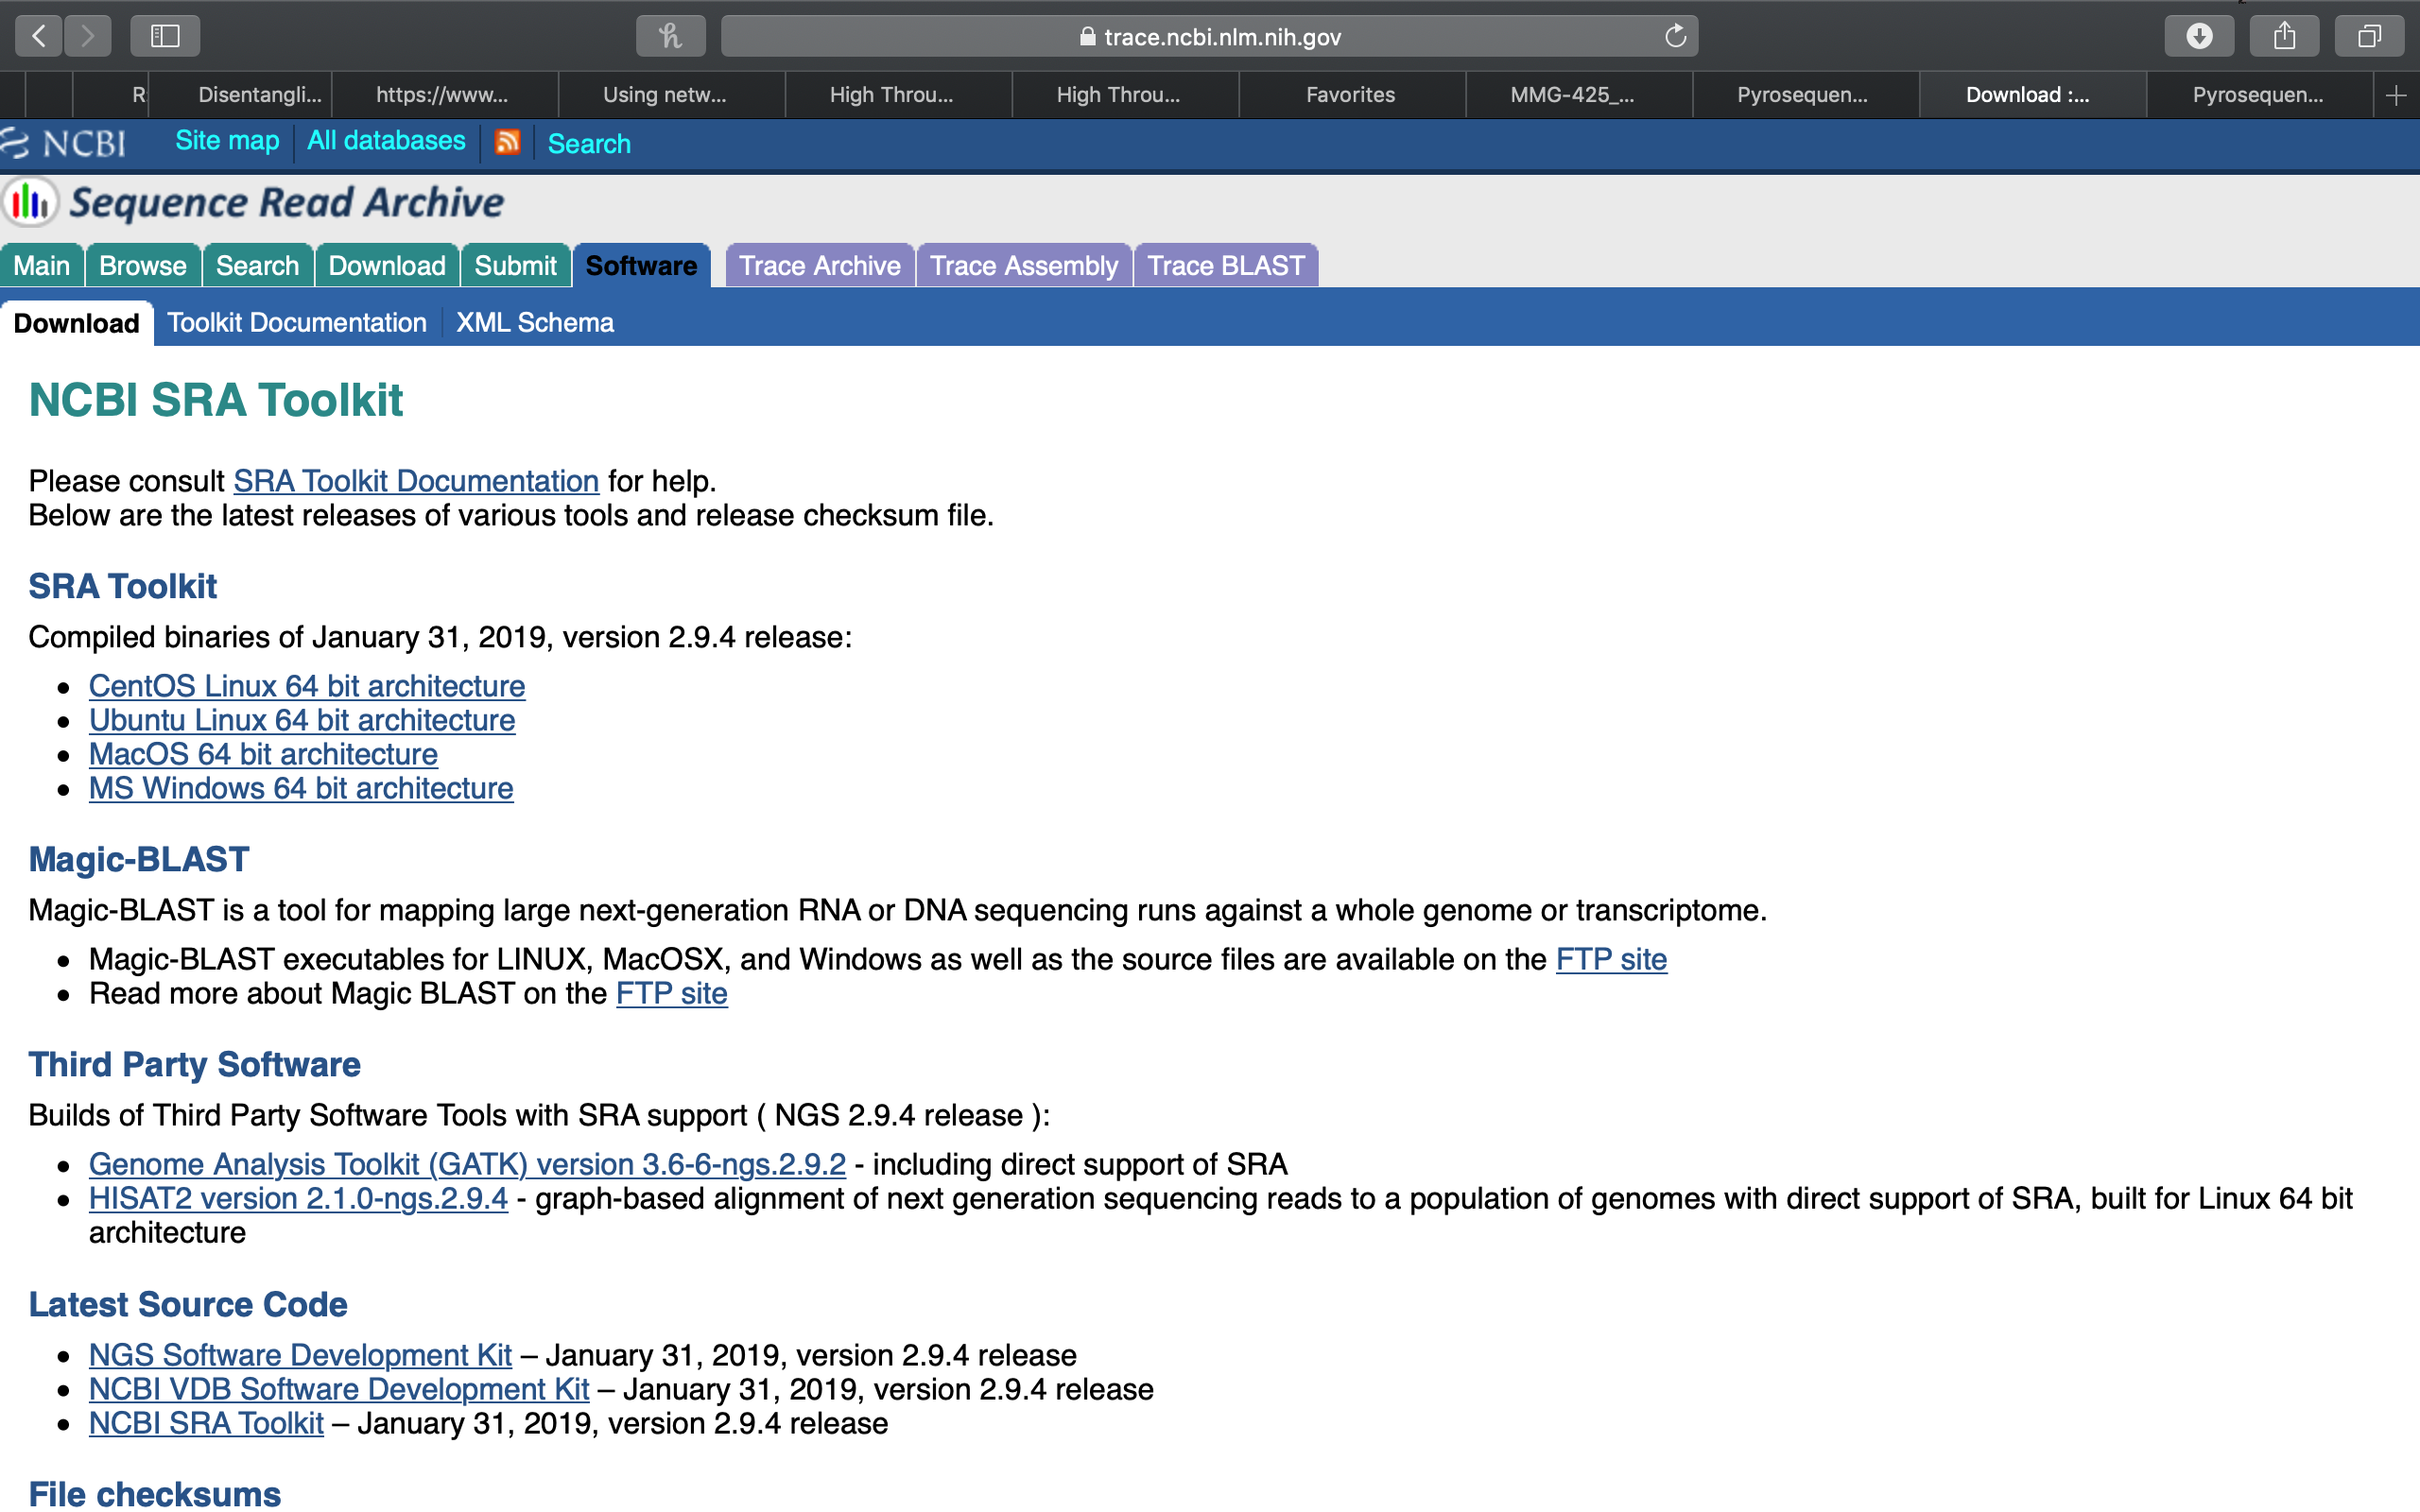 trace.ncbi.nlm.nih.gov
R Disentangli... https://www... Using netw... High Throu... High Throu... Favorites MMG-425_... Pyrosequen... Download :... Pyrosequen...
NCBI Site map All databases Search
Sequence Read Archive
Main Browse Search Download Submit Software Trace Archive Trace Assembly Trace BLAST
Download Toolkit Documentation XML Schema
NCBI SRA Toolkit
Please consult SRA Toolkit Documentation for help.
Below are the latest releases of various tools and release checksum file.
SRA Toolkit
Compiled binaries of January 31, 2019, version 2.9.4 release:
• CentOS Linux 64 bit architecture
• Ubuntu Linux 64 bit architecture
• MacOS 64 bit architecture
• MS Windows 64 bit architecture
Magic-BLAST
Magic-BLAST is a tool for mapping large next-generation RNA or DNA sequencing runs against a whole genome or transcriptome.
• Magic-BLAST executables for LINUX, MacOSX, and Windows as well as the source files are available on the FTP site
• Read more about Magic BLAST on the FTP site
Third Party Software
Builds of Third Party Software Tools with SRA support ( NGS 2.9.4 release ):
• Genome Analysis Toolkit (GATK) version 3.6-6-ngs.2.9.2 - including direct support of SRA
• HISAT2 version 2.1.0-ngs.2.9.4 - graph-based alignment of next generation sequencing reads to a population of genomes with direct support of SRA, built for Linux 64 bit
architecture
Latest Source Code
• NGS Software Development Kit – January 31, 2019, version 2.9.4 release
• NCBI VDB Software Development Kit – January 31, 2019, version 2.9.4 release
• NCBI SRA Toolkit – January 31, 2019, version 2.9.4 release
File checksums